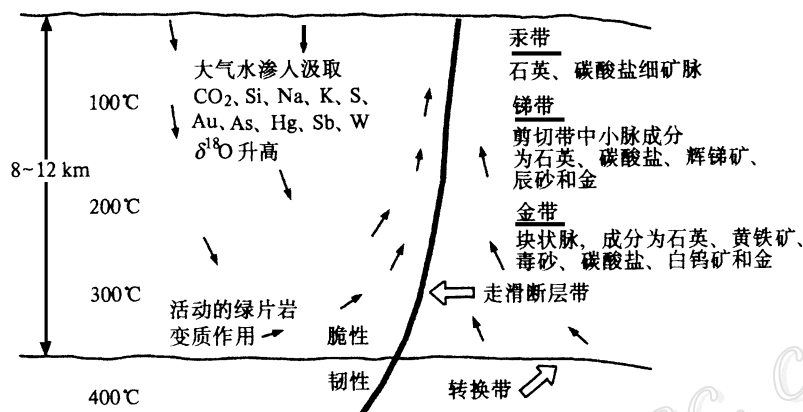 大气水渗人汲取
CO₂、Si、Na、K、S、
Au、As、Hg、Sb、W
δ¹⁸O 升高
汞带
石英、碳酸盐细矿脉
锑带
剪切带中小脉成分
为石英、碳酸盐、辉锑矿、
辰砂和金
金带
块状脉，成分为石英、黄铁矿、
毒砂、碳酸盐、白钨矿和金
100℃
8~12 km
200℃
300℃
400℃
活动的绿片岩
变质作用
脆性
韧性
走滑断层带
转换带